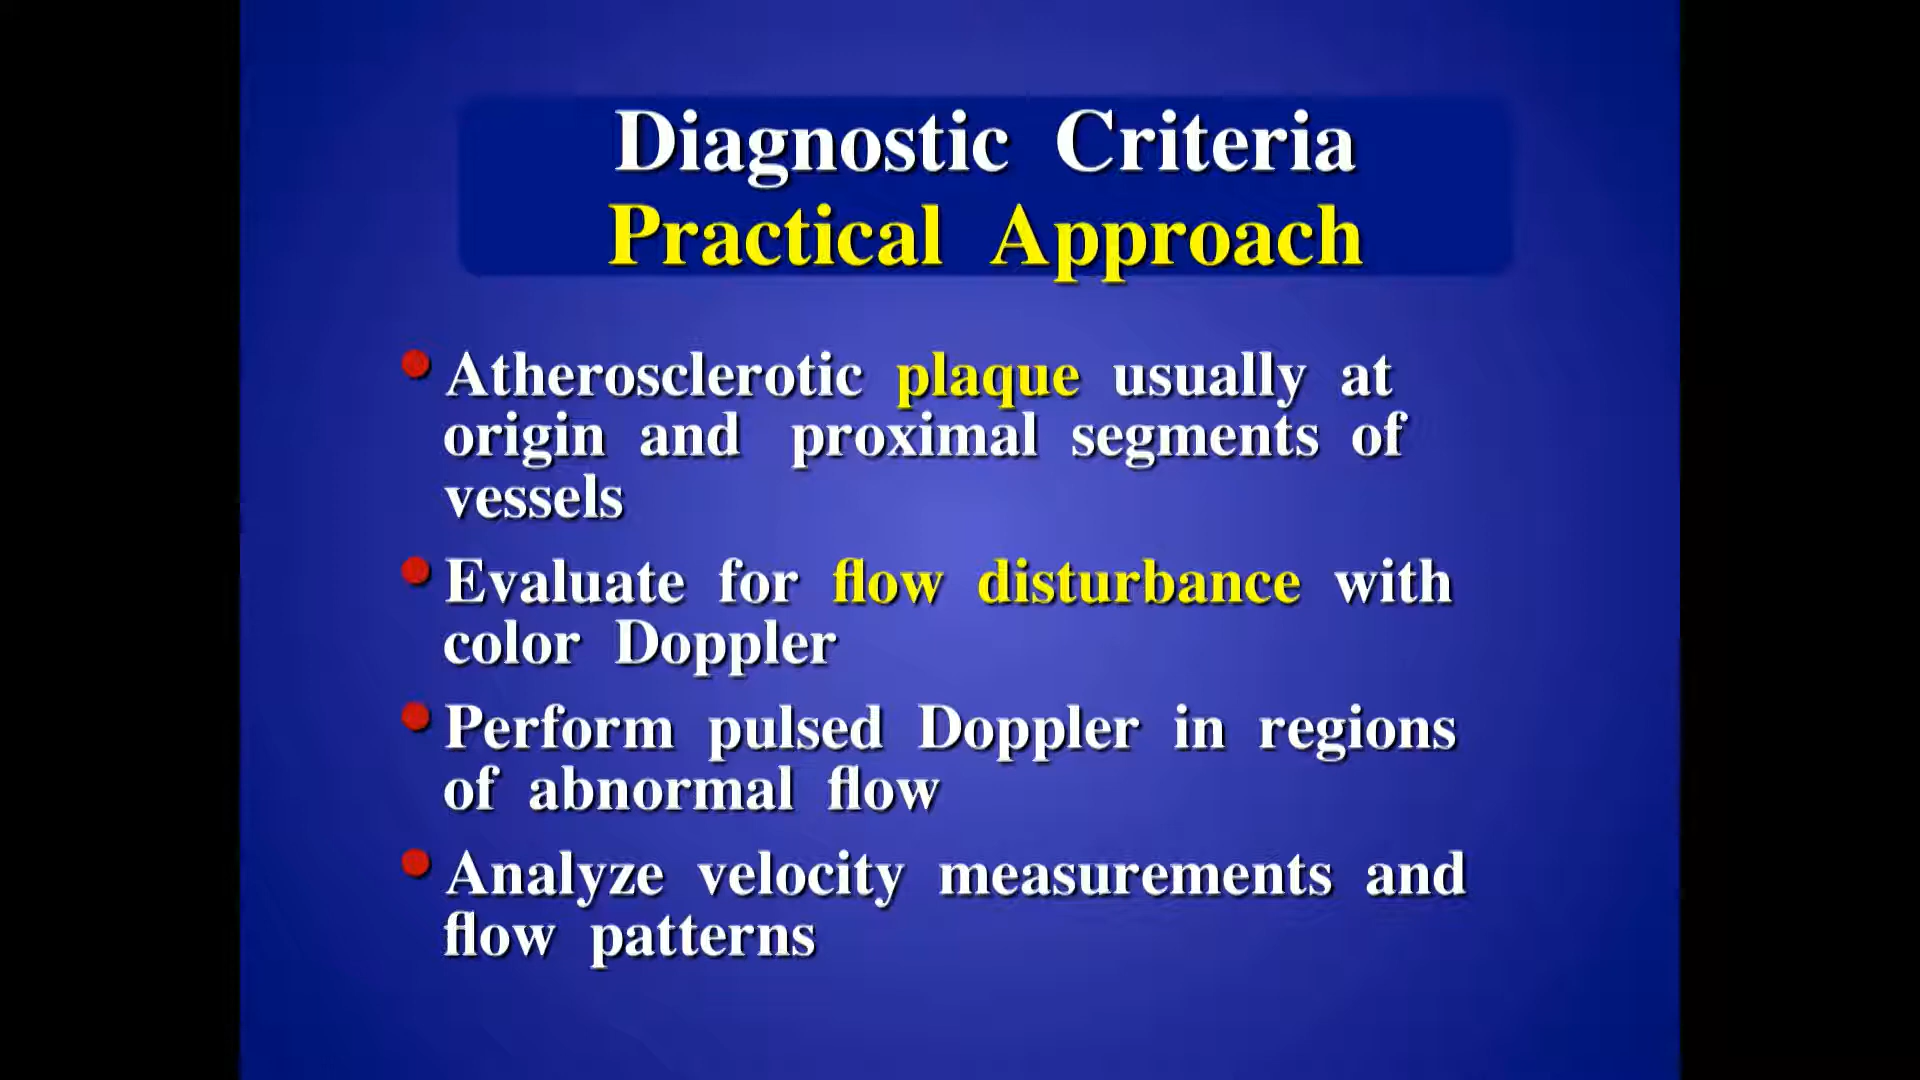 Diagnostic Criteria
Practical Approach
• Atherosclerotic plaque usually at
origin and proximal segments of
vessels
• Evaluate for flow disturbance with
color Doppler
• Perform pulsed Doppler in regions
of abnormal flow
• Analyze velocity measurements and
flow patterns